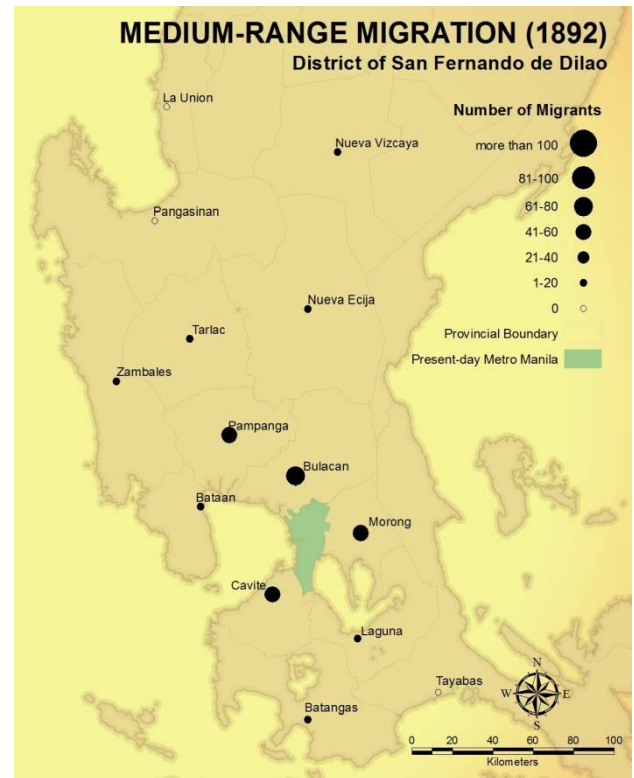 MEDIUM-RANGE MIGRATION (1892)
District of San Fernando de Dilao
La Union
Number of Migrants
more than 100
Nueva Vizcaya
81-100
61-80
Pangasinan
41-60
21-40
1-20
Nueva Ecija
0
Provincial Boundary
Tarlac
Present-day Metro Manila
Zambales
Pampanga
Bulacan
Bataan
Morong
Cavite
Laguna
N
Tayabas
W E
S
Batangas
0 20 40 60 80 100
Kilometers